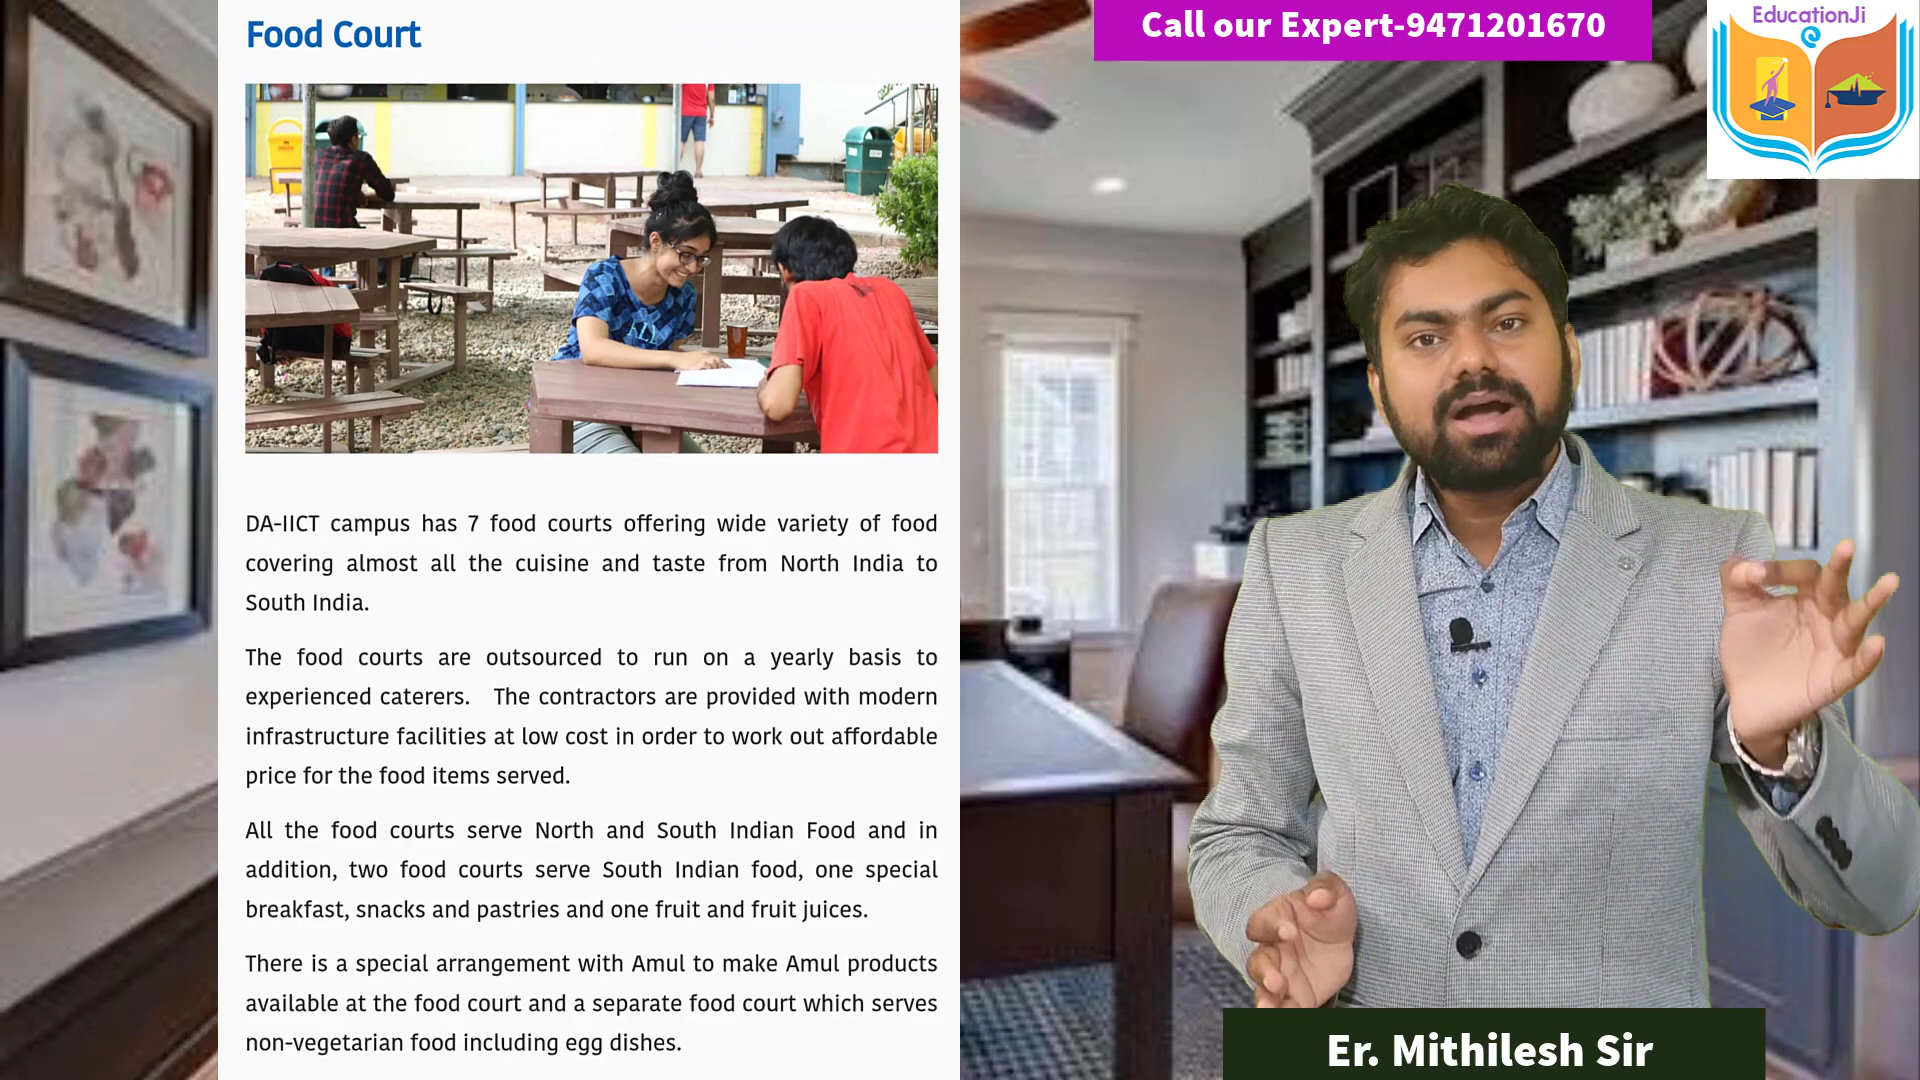 Food Court
Call our Expert-9471201670
EducationJi
DA-IICT campus has 7 food courts offering wide variety of food
covering almost all the cuisine and taste from North India to
South India.
The food courts are outsourced to run on a yearly basis to
experienced caterers. The contractors are provided with modern
infrastructure facilities at low cost in order to work out affordable
price for the food items served.
All the food courts serve North and South Indian Food and in
addition, two food courts serve South Indian food, one special
breakfast, snacks and pastries and one fruit and fruit juices.
There is a special arrangement with Amul to make Amul products
available at the food court and a separate food court which serves
non-vegetarian food including egg dishes.
Er. Mithilesh Sir